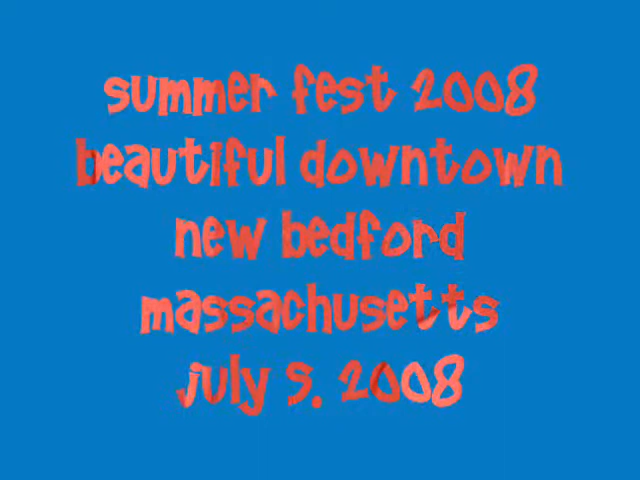 summer fest 2008
beautiful downtown
new bedford
massachusetts
july 5. 2008